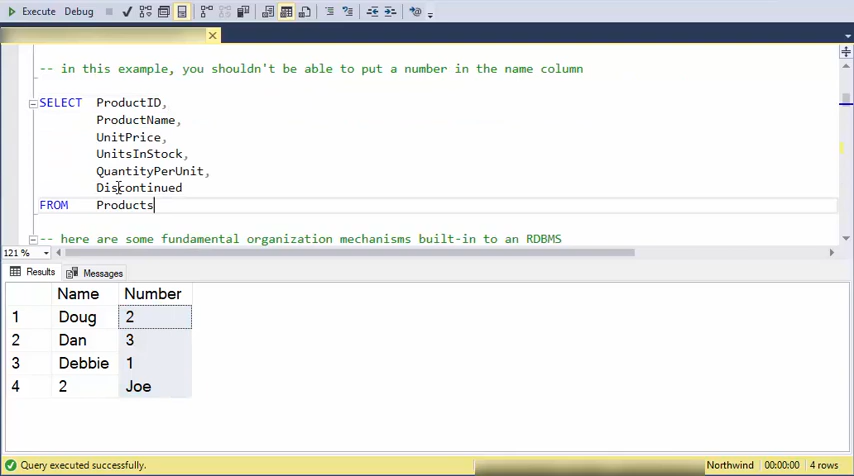 Execute Debug
-- in this example, you shouldn't be able to put a number in the name column
SELECT ProductID,
ProductName,
UnitPrice,
UnitsInStock,
QuantityPerUnit,
Discontinued
FROM Products
-- here are some fundamental organization mechanisms built-in to an RDBMS
121 %
Results Messages
Name Number
1 Doug 2
2 Dan 3
3 Debbie 1
4 2 Joe
Query executed successfully. Northwind 00:00:00 4 rows